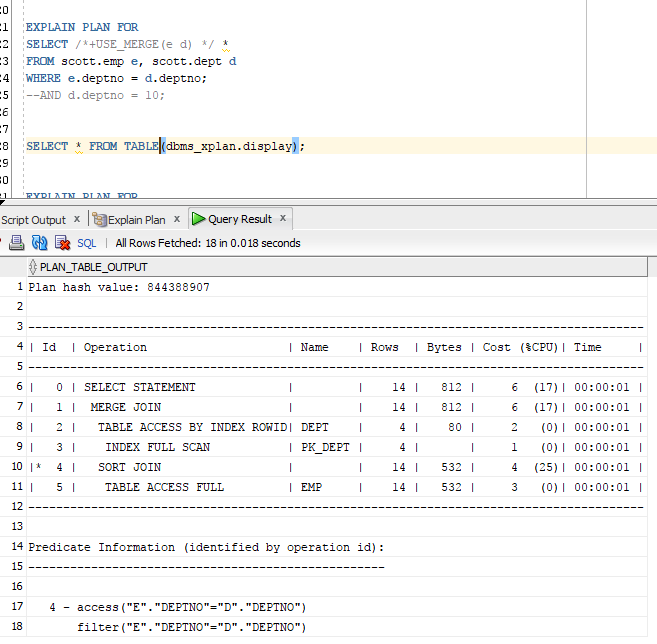 20
21 EXPLAIN PLAN FOR
22 SELECT /*+USE_MERGE(e d) */ *
23 FROM scott.emp e, scott.dept d
24 WHERE e.deptno = d.deptno;
25 --AND d.deptno = 10;
26
27
28 SELECT * FROM TABLE(dbms_xplan.display);
29
30
31 EXPLAIN PLAN FOR
Script Output x Explain Plan x Query Result x
SQL | All Rows Fetched: 18 in 0.018 seconds
PLAN_TABLE_OUTPUT
1 Plan hash value: 844388907
2
3 ----------------------------------------------------------------------------------------
4 | Id  | Operation                    | Name    | Rows  | Bytes | Cost (%CPU)| Time     |
5 ----------------------------------------------------------------------------------------
6 |   0 | SELECT STATEMENT             |         |    14 |   812 |     6  (17)| 00:00:01 |
7 |   1 |  MERGE JOIN                  |         |    14 |   812 |     6  (17)| 00:00:01 |
8 |   2 |   TABLE ACCESS BY INDEX ROWID| DEPT    |     4 |    80 |     2   (0)| 00:00:01 |
9 |   3 |    INDEX FULL SCAN           | PK_DEPT |     4 |       |     1   (0)| 00:00:01 |
10 |*  4 |   SORT JOIN                  |         |    14 |   532 |     4  (25)| 00:00:01 |
11 |   5 |    TABLE ACCESS FULL         | EMP     |    14 |   532 |     3   (0)| 00:00:01 |
12 ----------------------------------------------------------------------------------------
13
14 Predicate Information (identified by operation id):
15 ---------------------------------------------------
16
17    4 - access("E"."DEPTNO"="D"."DEPTNO")
18        filter("E"."DEPTNO"="D"."DEPTNO")